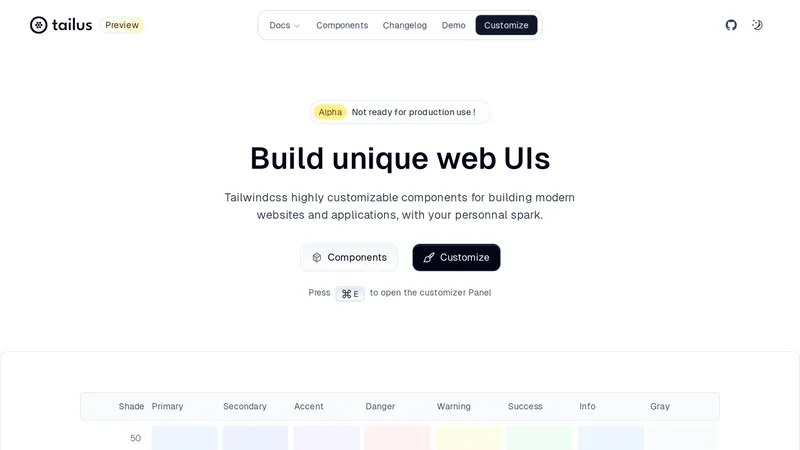 tailus Preview Docs Components Changelog Demo Customize
Alpha Not ready for production use !
Build unique web UIs
Tailwindcss highly customizable components for building modern
websites and applications, with your personnal spark.
Components Customize
Press ⌘ E to open the customizer Panel
Shade Primary Secondary Accent Danger Warning Success Info Gray
50